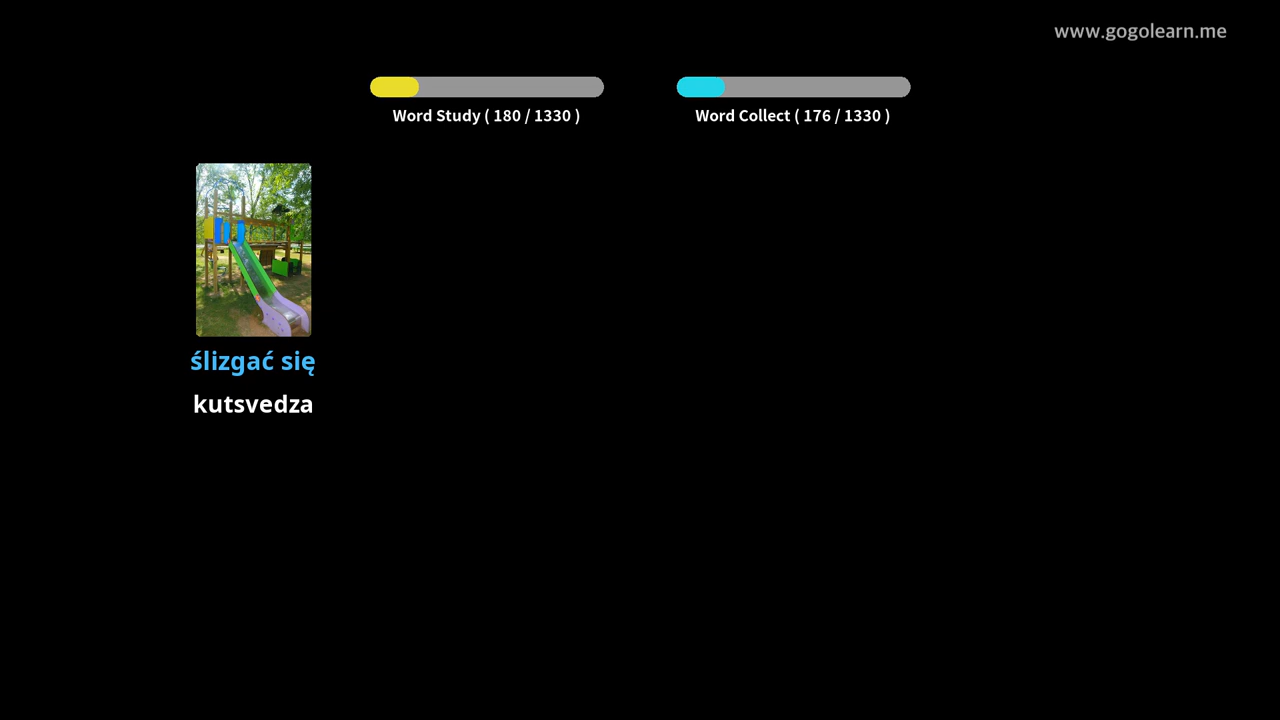 www.gogolearn.me
Word Study ( 180 / 1330 )
Word Collect ( 176 / 1330 )
ślizgać się
kutsvedza